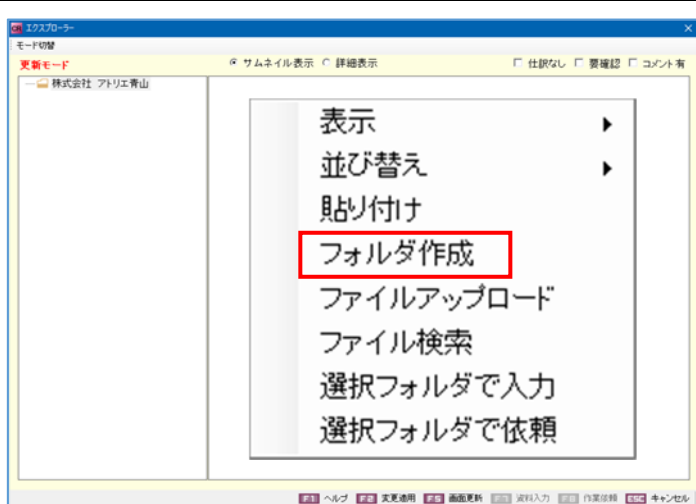 CR エクスプローラー
モード切替
更新モード サムネイル表示 詳細表示 仕訳なし 要確認 コメント有
株式会社 アトリエ青山
表示
並び替え
貼り付け
フォルダ作成
ファイルアップロード
ファイル検索
選択フォルダで入力
選択フォルダで依頼
F1 ヘルプ F2 変更適用 F5 画面更新 資料入力 作業依頼 ESC キャンセル